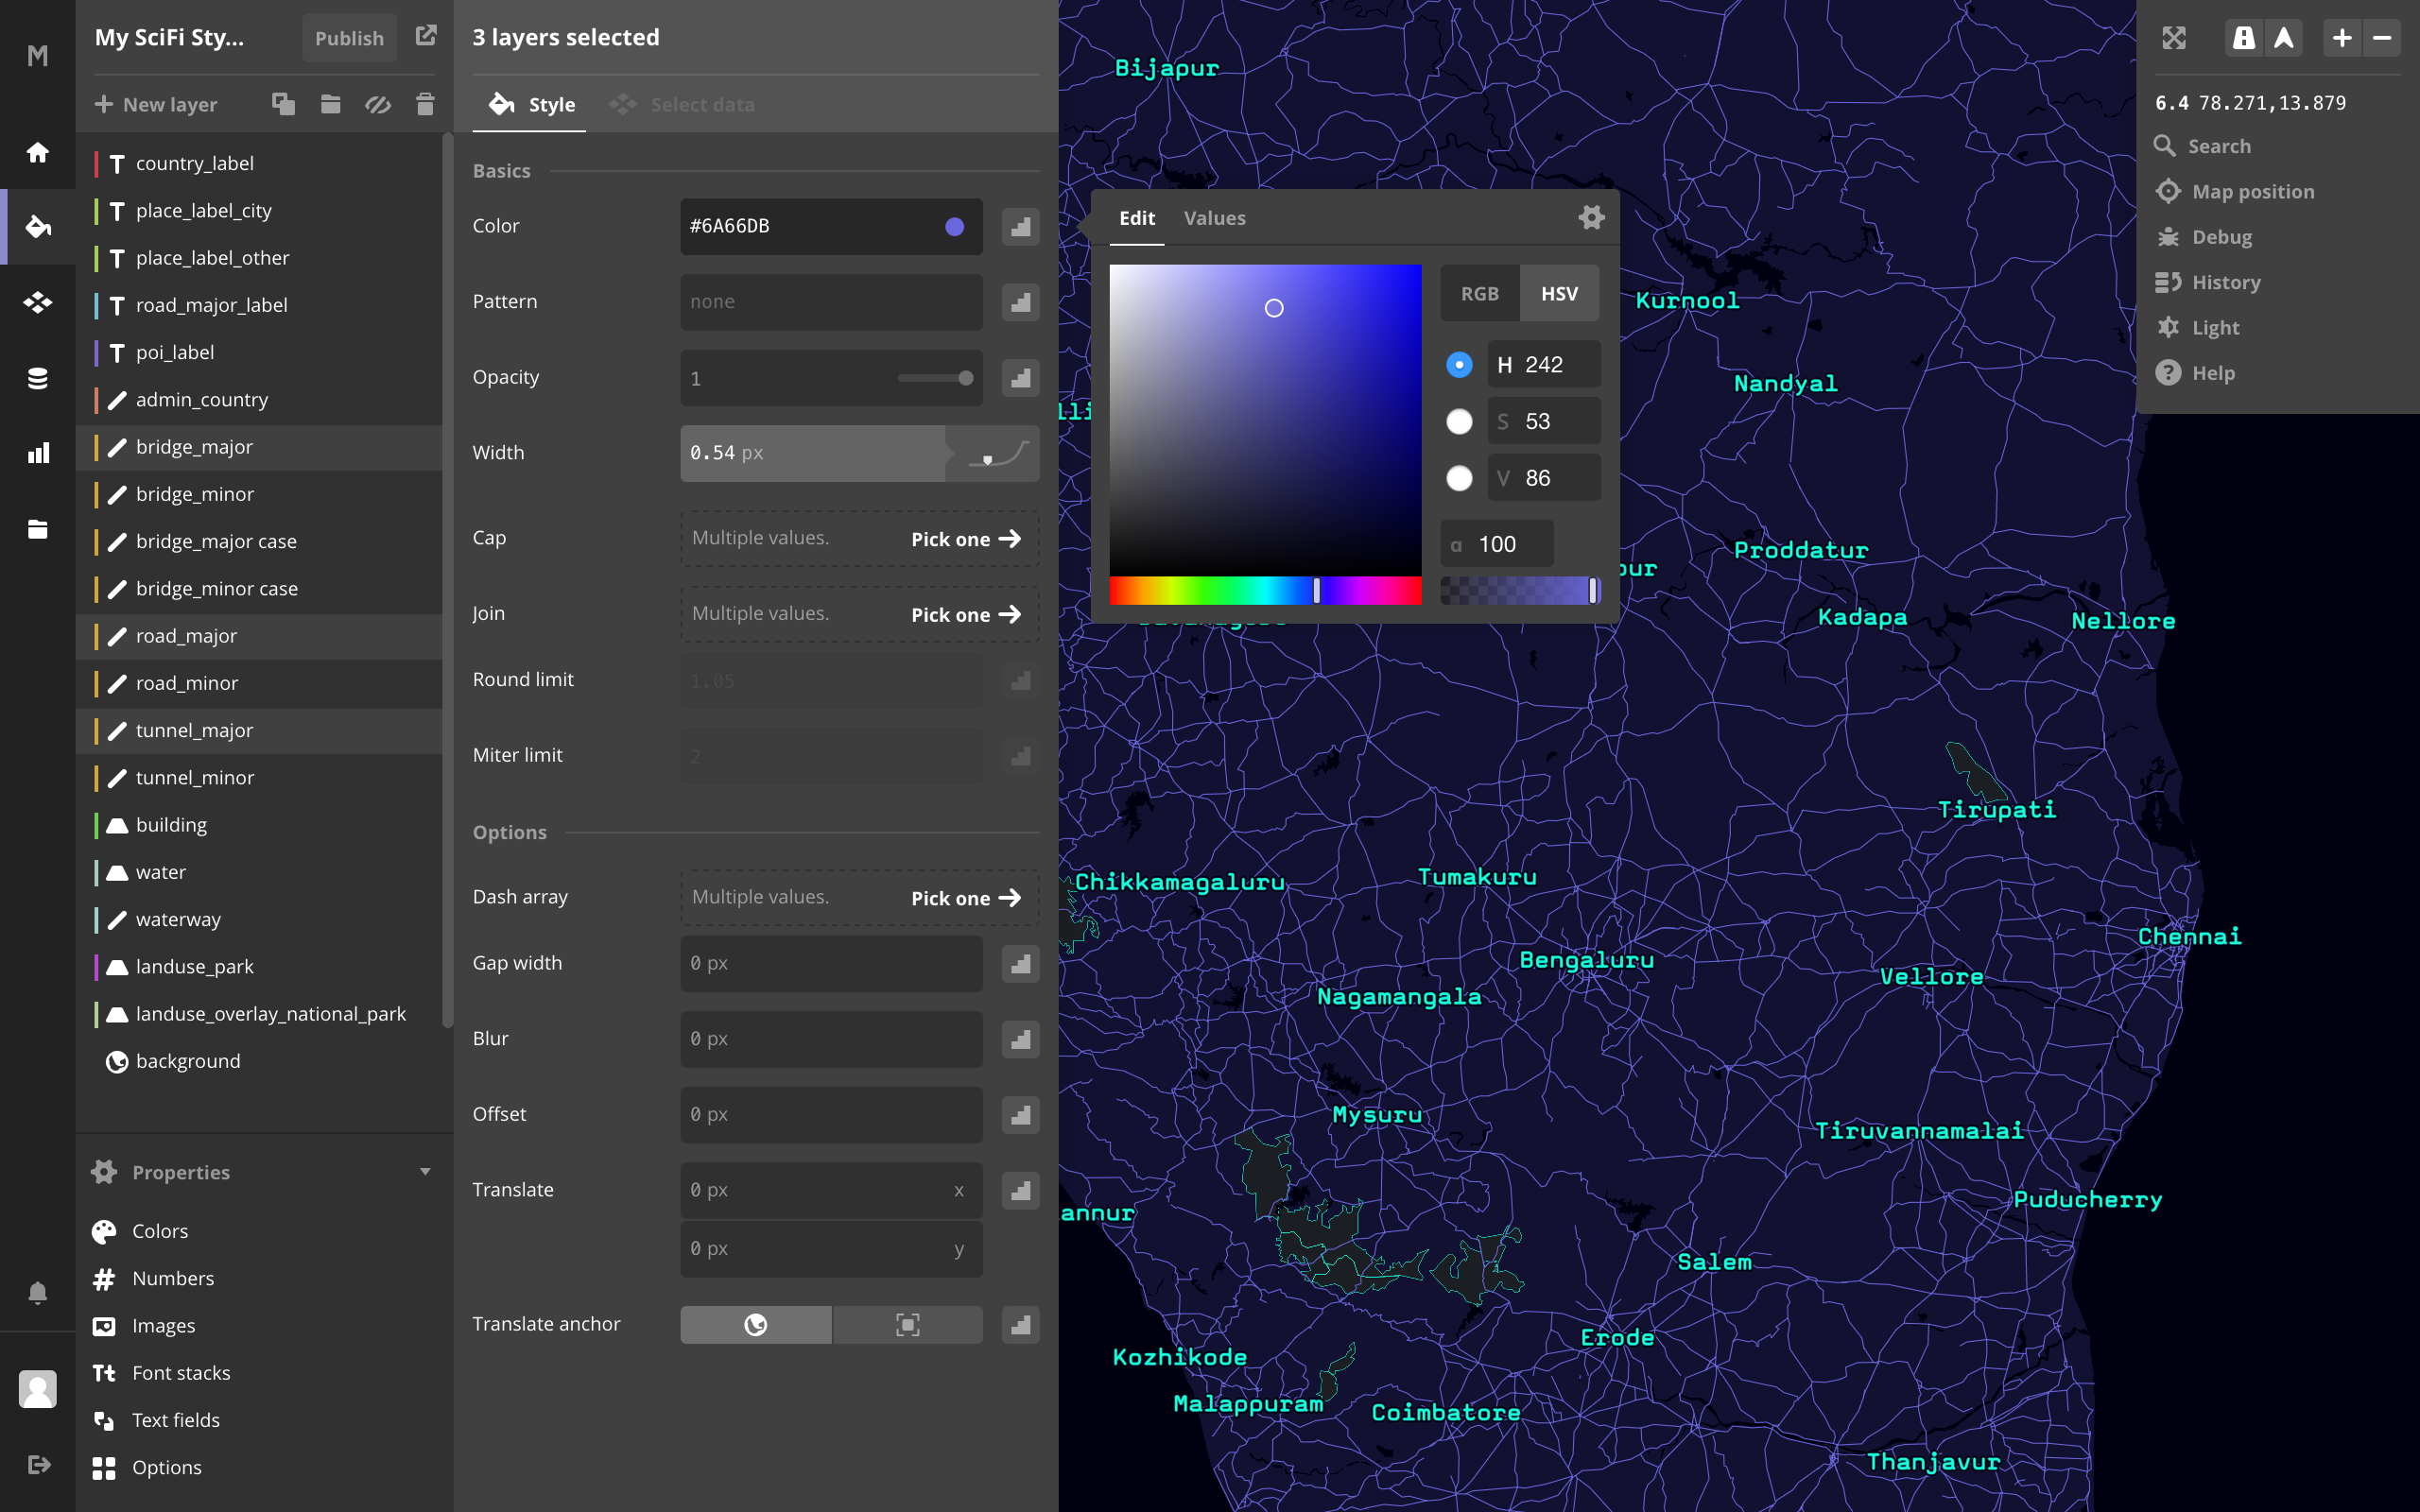 My SciFi Sty...
Publish
New layer
country_label
place_label_city
place_label_other
road_major_label
poi_label
admin_country
bridge_major
bridge_minor
bridge_major case
bridge_minor case
road_major
road_minor
tunnel_major
tunnel_minor
building
water
waterway
landuse_park
landuse_overlay_national_park
background
Properties
Colors
Numbers
Images
Tt Font stacks
Text fields
Options
3 layers selected
Style
Select data
Basics
Color
#6A66DB
Pattern
none
Opacity
1
Width
0.54 px
Cap
Multiple values. Pick one
Join
Multiple values. Pick one
Round limit
1.05
Miter limit
2
Options
Dash array
Multiple values. Pick one
Gap width
0 px
Blur
0 px
Offset
0 px
Translate
0 px x
0 px y
Translate anchor
Edit
Values
RGB
HSV
H 242
S 53
V 86
α 100
6.4 78.271,13.879
Search
Map position
Debug
History
Light
Help
Bijapur
Kurnool
Nandyal
Proddatur
Kadapa
Nellore
Tirupati
Chikkamagaluru
Tumakuru
Chennai
Bengaluru
Vellore
Nagamangala
Mysuru
Tiruvannamalai
Puducherry
annur
Salem
Erode
Kozhikode
Malappuram
Coimbatore
Thanjavur